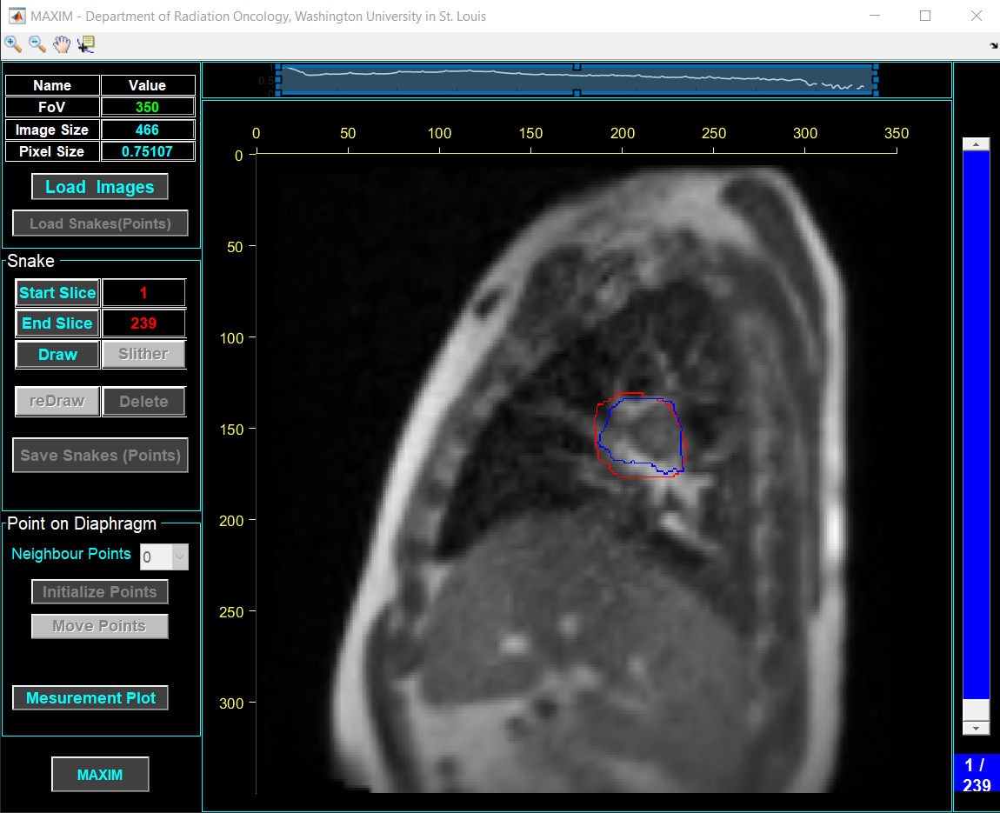 MAXIM - Department of Radiation Oncology, Washington University in St. Louis
Name Value
FoV 350
Image Size 466
Pixel Size 0.75107
Load Images
Load Snakes(Points)
Snake
Start Slice 1
End Slice 239
Draw Slither
reDraw Delete
Save Snakes (Points)
Point on Diaphragm
Neighbour Points 0
Initialize Points
Move Points
Mesurement Plot
MAXIM
1
0.5
0
0 50 100 150 200 250 300 350
0
50
100
150
200
250
300
1 /
239